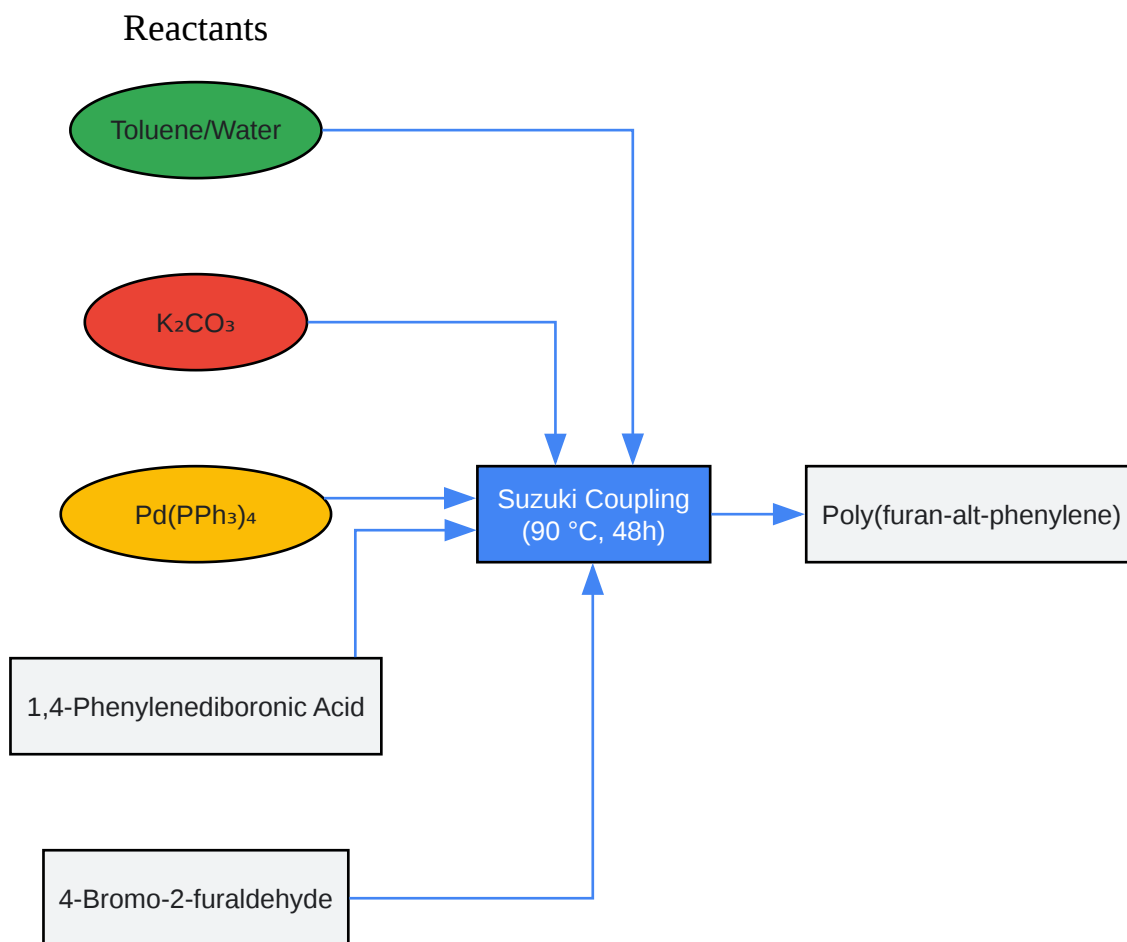 Reactants
Toluene/Water
K₂CO₃
Pd(PPh₃)₄
Suzuki Coupling
(90 °C, 48h)
Poly(furan-alt-phenylene)
1,4-Phenylenediboronic Acid
4-Bromo-2-furaldehyde